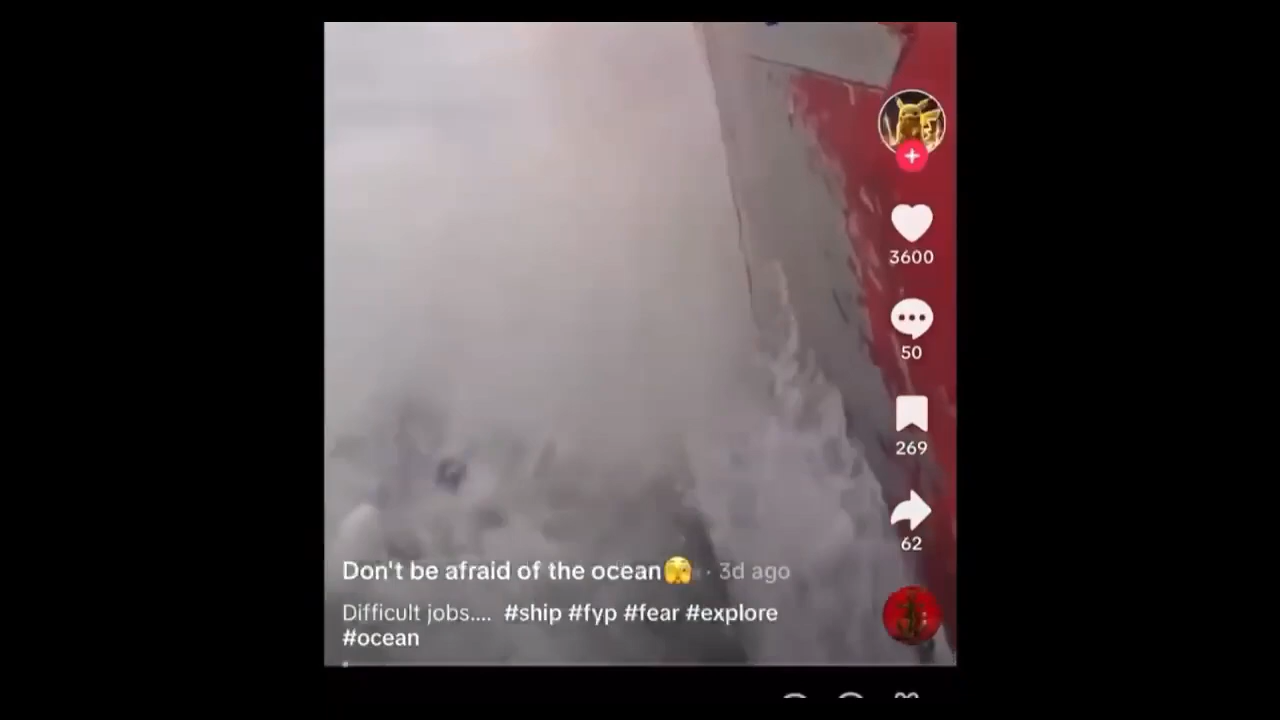 3600
50
269
62
Don't be afraid of the ocean🫣 · 3d ago
Difficult jobs.... #ship #fyp #fear #explore
#ocean